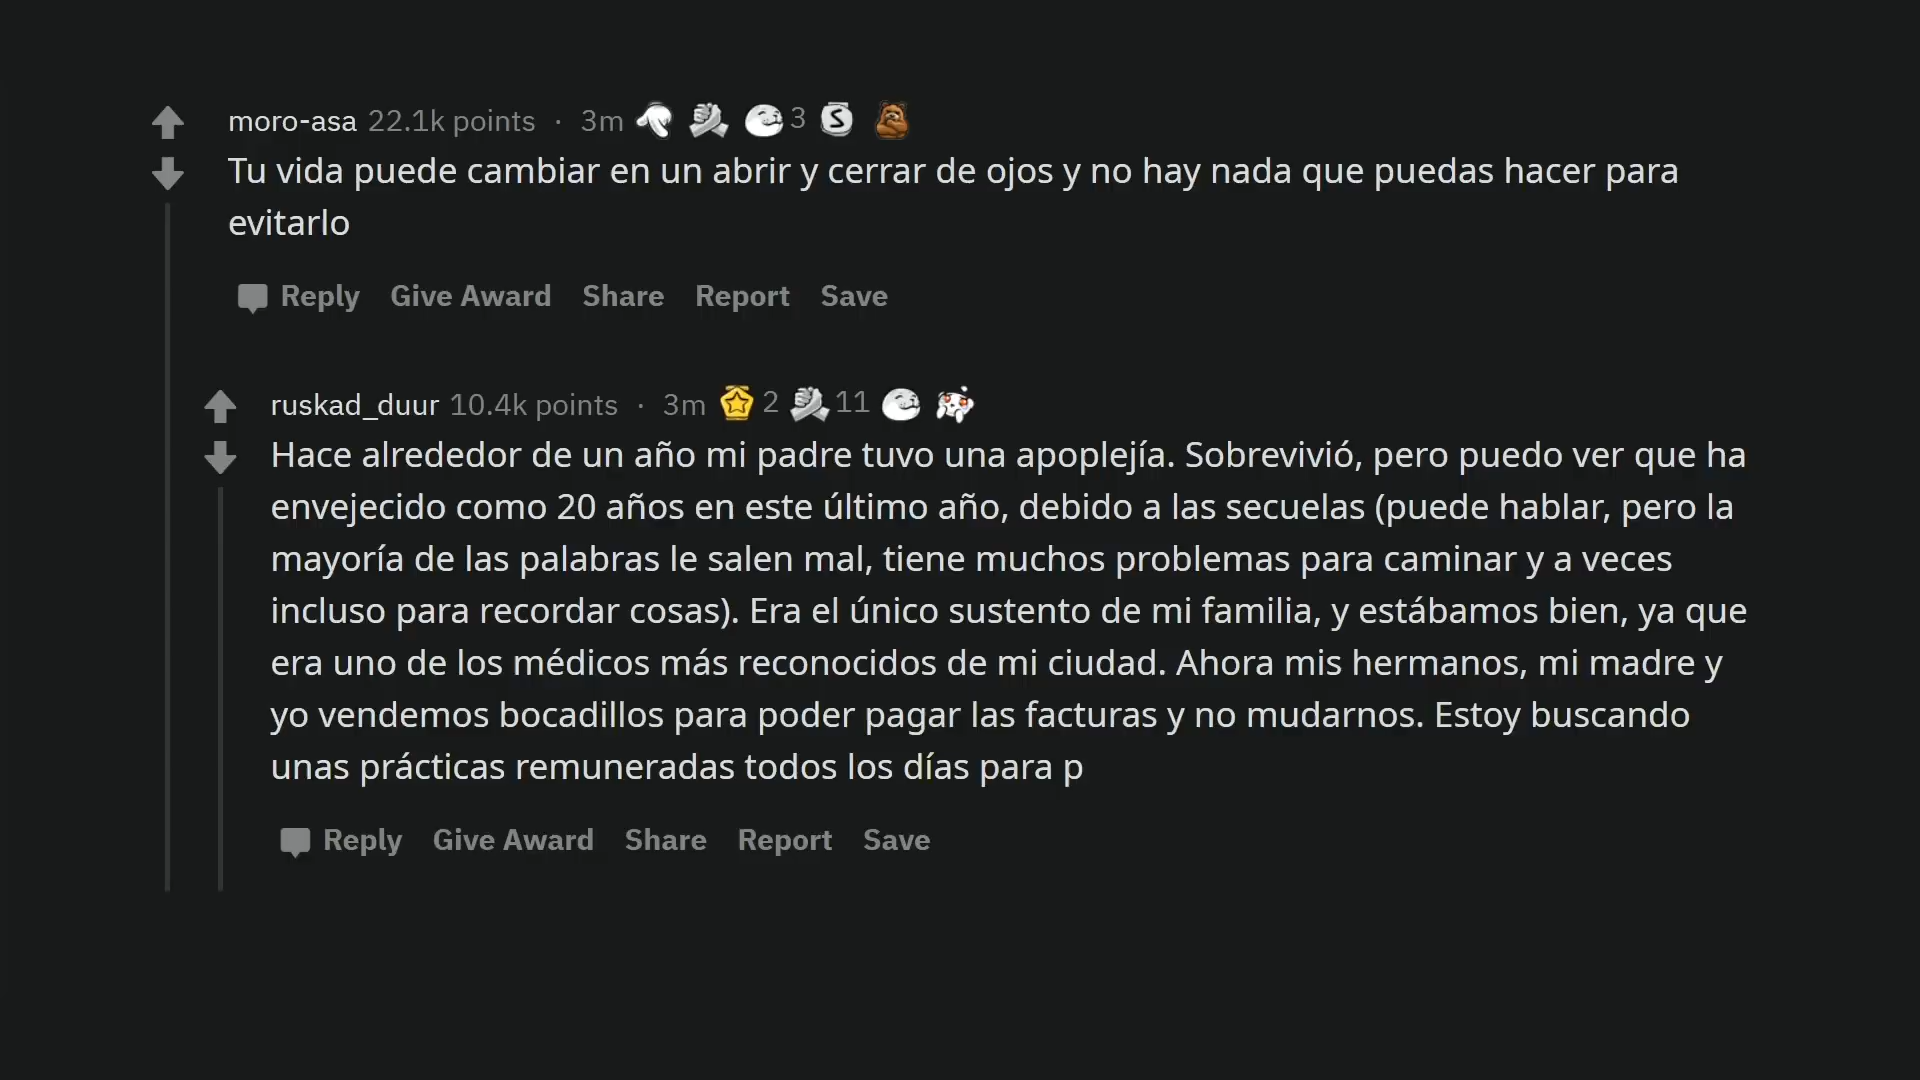 moro-asa 22.1k points · 3m 3
Tu vida puede cambiar en un abrir y cerrar de ojos y no hay nada que puedas hacer para
evitarlo
Reply Give Award Share Report Save
ruskad_duur 10.4k points · 3m 2 11
Hace alrededor de un año mi padre tuvo una apoplejía. Sobrevivió, pero puedo ver que ha
envejecido como 20 años en este último año, debido a las secuelas (puede hablar, pero la
mayoría de las palabras le salen mal, tiene muchos problemas para caminar y a veces
incluso para recordar cosas). Era el único sustento de mi familia, y estábamos bien, ya que
era uno de los médicos más reconocidos de mi ciudad. Ahora mis hermanos, mi madre y
yo vendemos bocadillos para poder pagar las facturas y no mudarnos. Estoy buscando
unas prácticas remuneradas todos los días para p
Reply Give Award Share Report Save